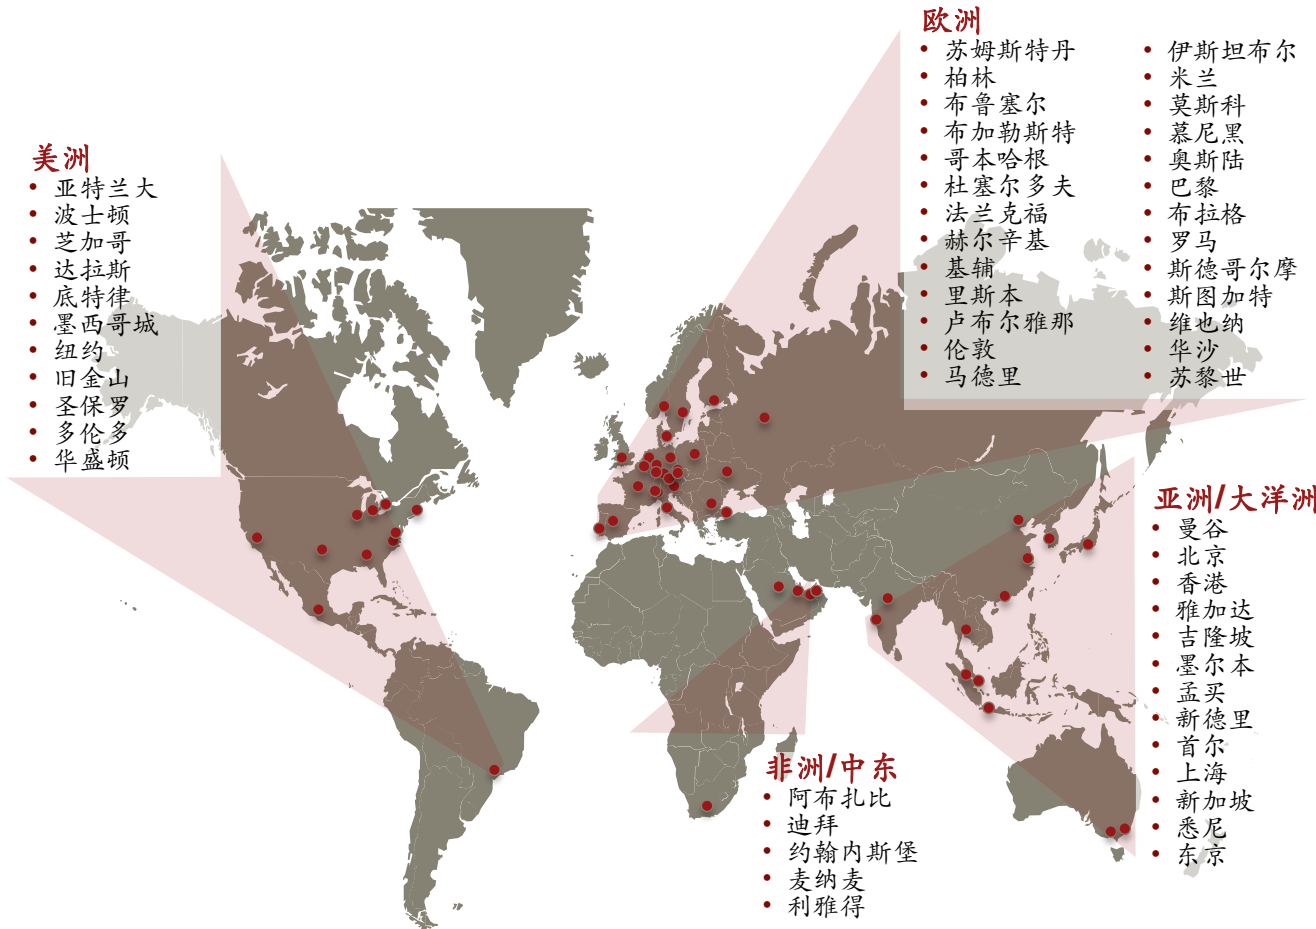 欧洲
苏姆斯特丹
柏林
布鲁塞尔
布加勒斯特
哥本哈根
杜塞尔多夫
法兰克福
赫尔辛基
基辅
里斯本
卢布尔雅那
伦敦
马德里
伊斯坦布尔
米兰
莫斯科
慕尼黑
奥斯陆
巴黎
布拉格
罗马
斯德哥尔摩
斯图加特
维也纳
华沙
苏黎世
美洲
亚特兰大
波士顿
芝加哥
达拉斯
底特律
墨西哥城
纽约
旧金山
圣保罗
多伦多
华盛顿
亚洲/大洋洲
曼谷
北京
香港
雅加达
吉隆坡
墨尔本
孟买
新德里
首尔
上海
新加坡
悉尼
东京
非洲/中东
阿布扎比
迪拜
约翰内斯堡
麦纳麦
利雅得